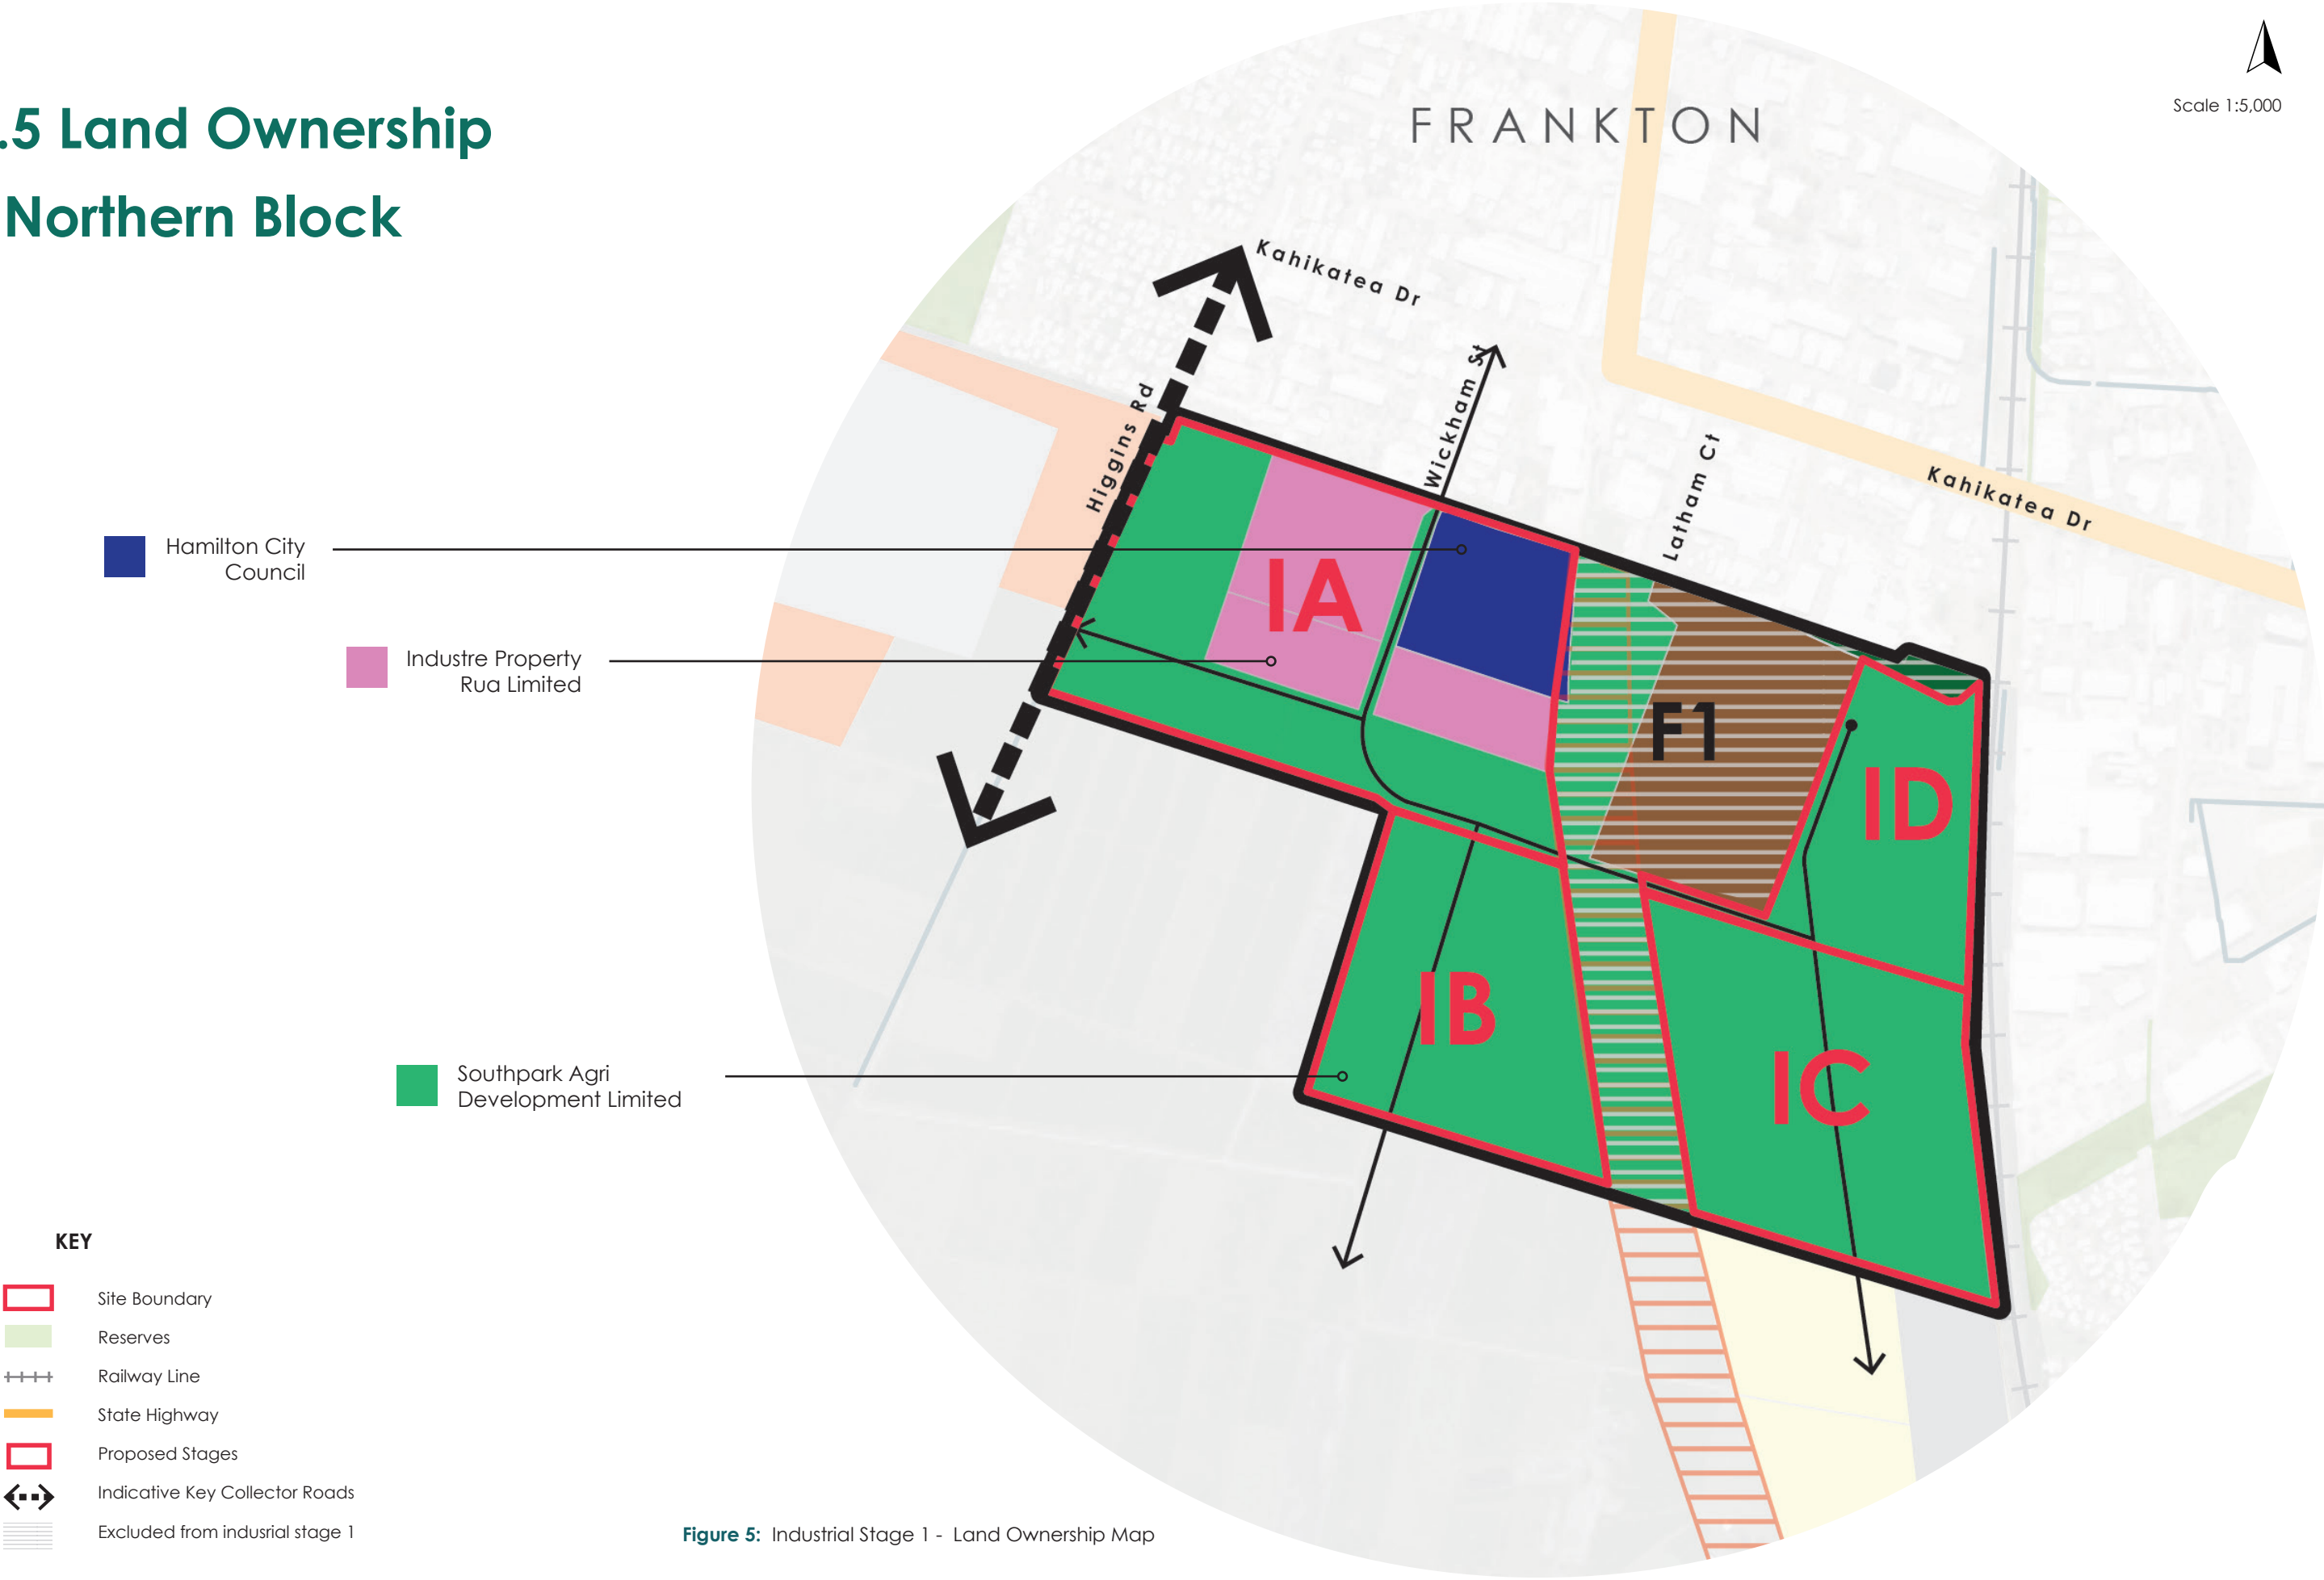 .5 Land Ownership
Northern Block
Scale 1:5,000
FRANKTON
Kahikatea Dr
Higgins Rd
Wickham St
Latham Ct
Kahikatea Dr
Hamilton City
Council
Industre Property
Rua Limited
Southpark Agri
Development Limited
IA
F1
ID
IB
IC
KEY
Site Boundary
Reserves
Railway Line
State Highway
Proposed Stages
Indicative Key Collector Roads
Excluded from indusrial stage 1
Figure 5: Industrial Stage 1 - Land Ownership Map